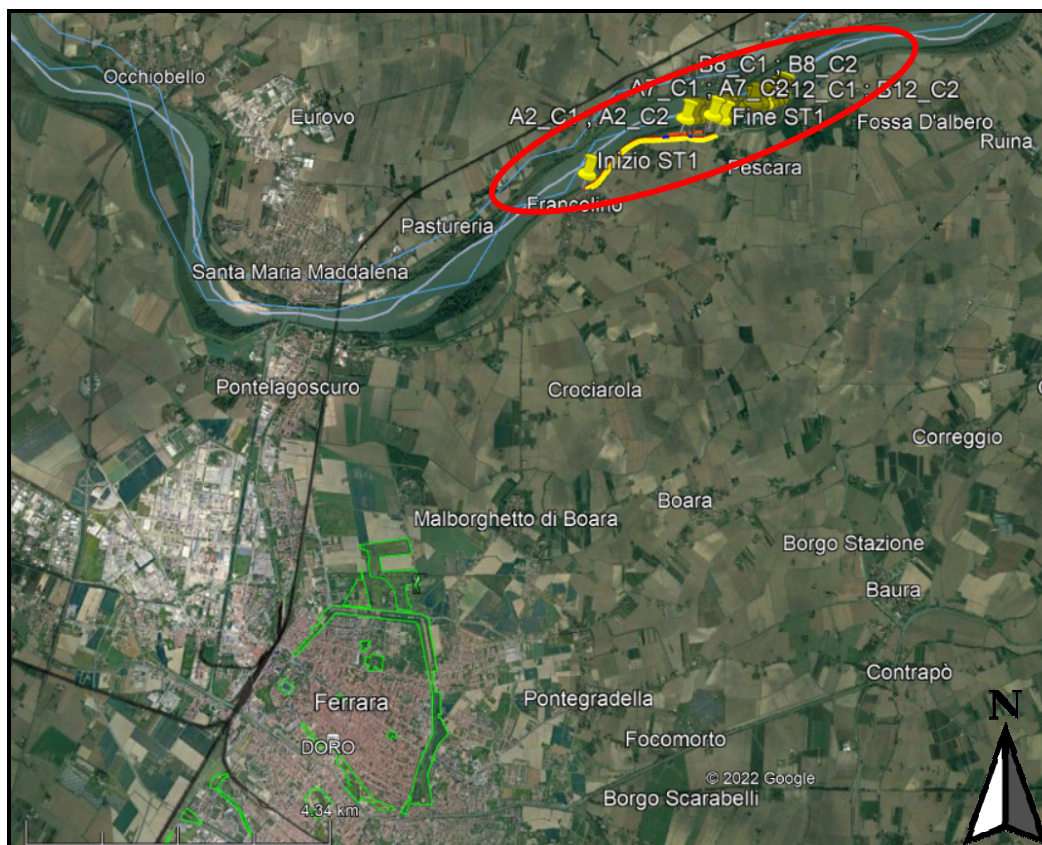 B8_C1 ; B8_C2
Occhiobello
A7_C1 ; A7_C2
B12_C1 ; B12_C2
Eurovo
A2_C1 ; A2_C2
Fine ST1
Fossa D'albero
Ruina
Inizio ST1
Pescara
Francolino
Pastureria
Santa Maria Maddalena
Pontelagoscuro
Crociarola
Correggio
Boara
Malborghetto di Boara
Borgo Stazione
Baura
Contrapò
Ferrara
Pontegradella
N
DORO
Focomorto
© 2022 Google
Borgo Scarabelli
4.34 km